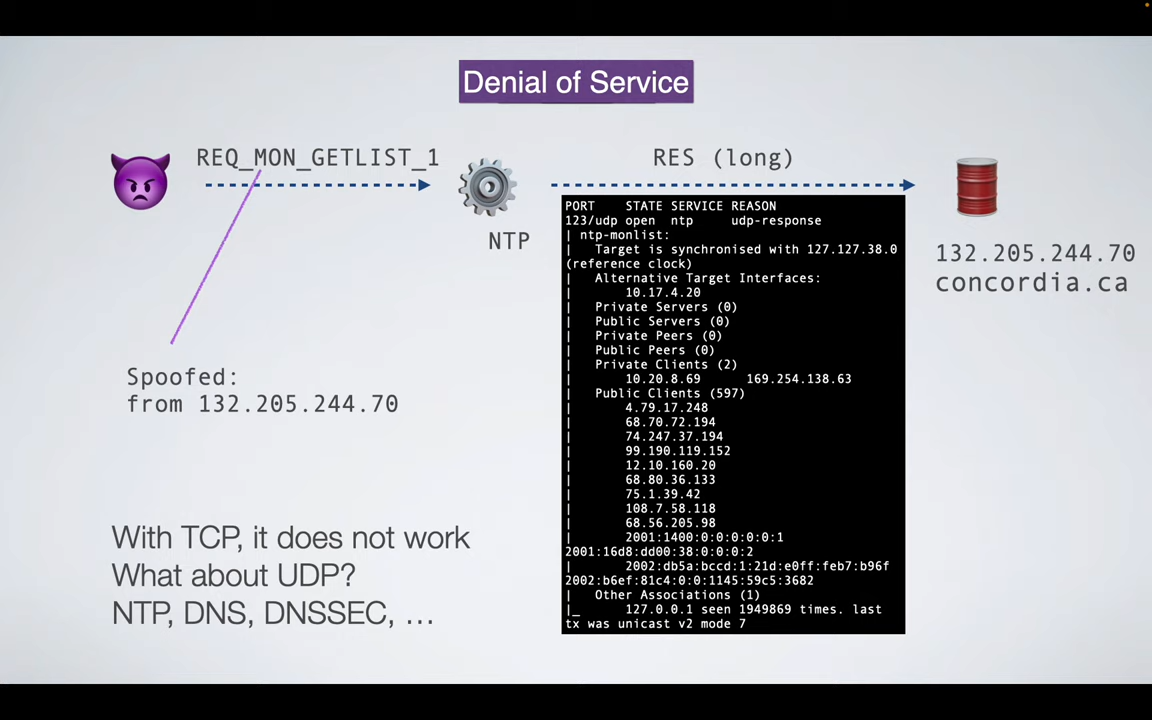 Denial of Service
REQ_MON_GETLIST_1
RES (long)
NTP
132.205.244.70
concordia.ca
Spoofed:
from 132.205.244.70
PORT    STATE SERVICE REASON
123/udp open  ntp     udp-response
| ntp-monlist:
|   Target is synchronised with 127.127.38.0
(reference clock)
|   Alternative Target Interfaces:
|       10.17.4.20
|   Private Servers (0)
|   Public Servers (0)
|   Private Peers (0)
|   Public Peers (0)
|   Private Clients (2)
|       10.20.8.69      169.254.138.63
|   Public Clients (597)
|       4.79.17.248
|       68.70.72.194
|       74.247.37.194
|       99.190.119.152
|       12.10.160.20
|       68.80.36.133
|       75.1.39.42
|       108.7.58.118
|       68.56.205.98
|       2001:1400:0:0:0:0:0:1
2001:16d8:dd00:38:0:0:0:2
|       2002:db5a:bccd:1:21d:e0ff:feb7:b96f
2002:b6ef:81c4:0:0:1145:59c5:3682
|   Other Associations (1)
|_      127.0.0.1 seen 1949869 times. last
tx was unicast v2 mode 7
With TCP, it does not work
What about UDP?
NTP, DNS, DNSSEC, …